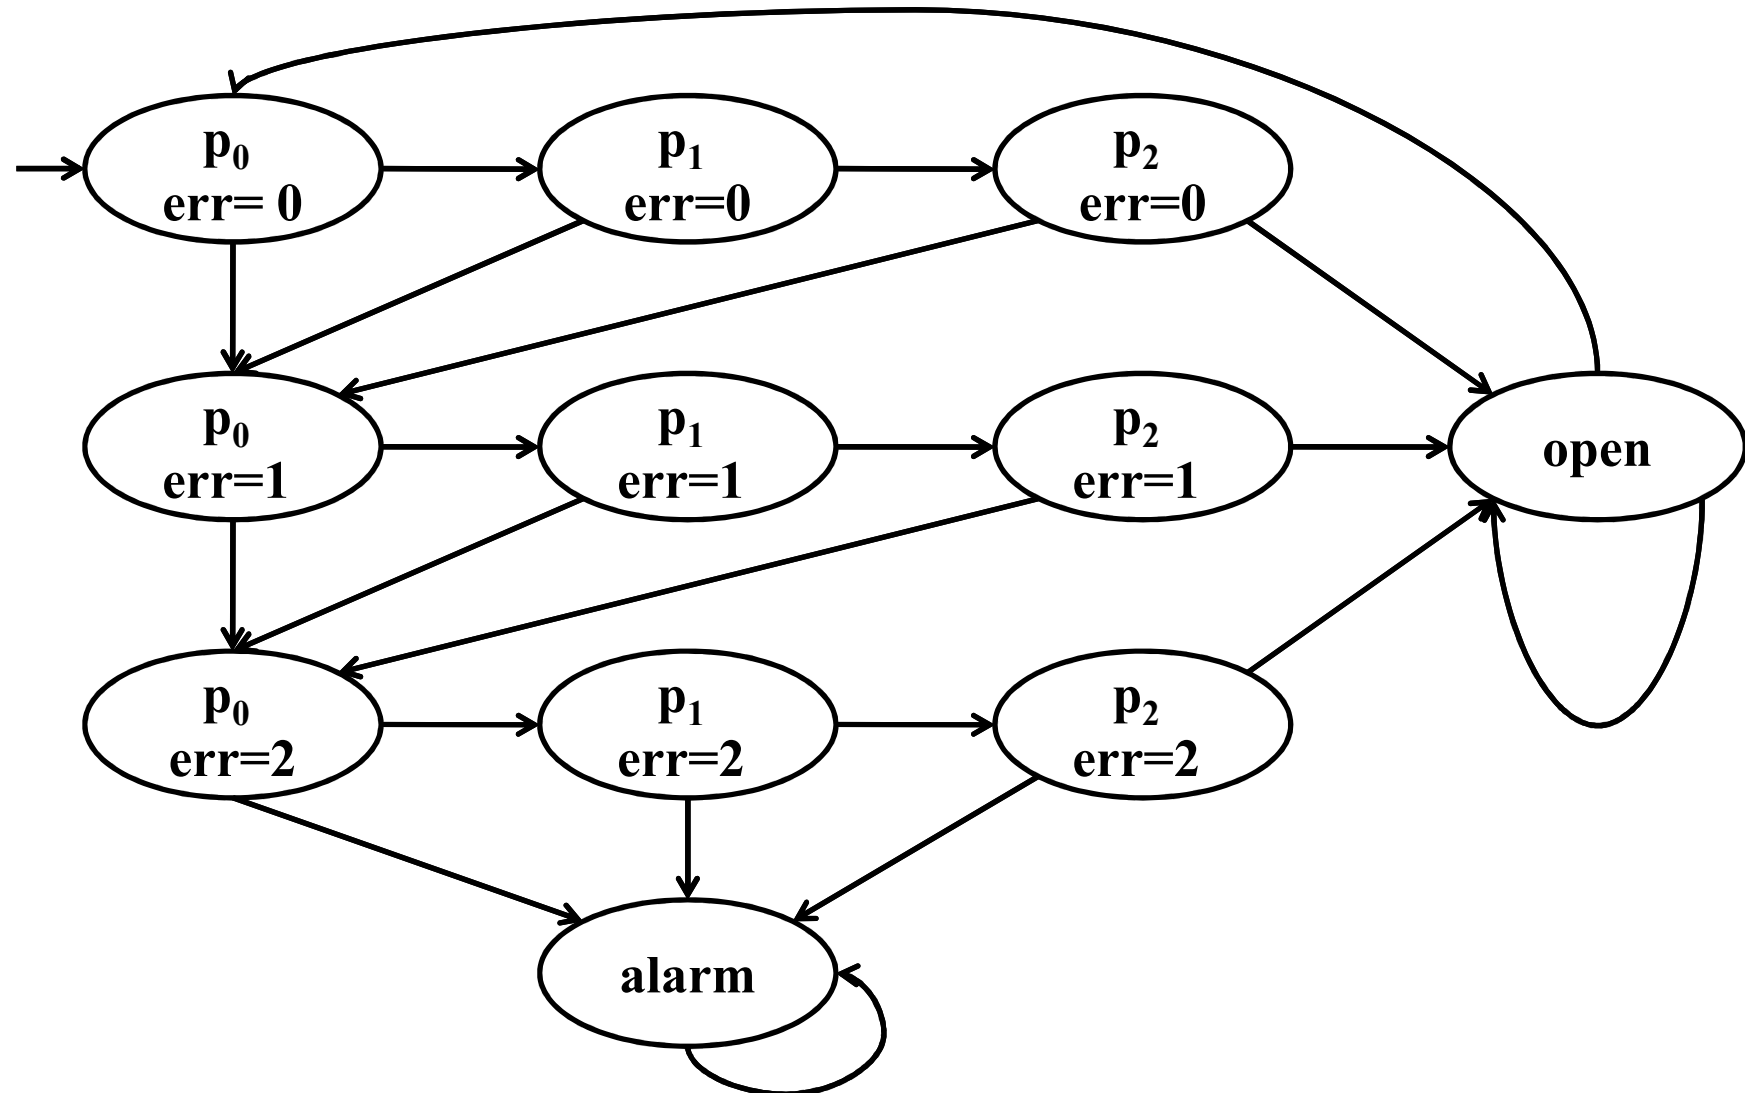 p₀
err= 0
p₁
err=0
p₂
err=0
p₀
err=1
p₁
err=1
p₂
err=1
open
p₀
err=2
p₁
err=2
p₂
err=2
alarm